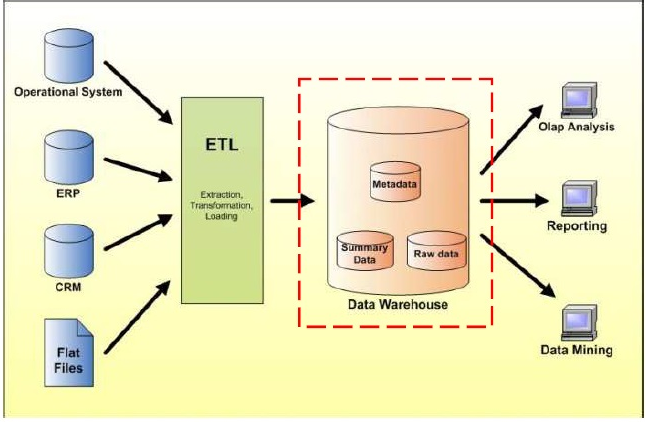 Operational System
ERP
CRM
Flat
Files
ETL
Extraction,
Transformation,
Loading
Metadata
Summary
Data
Raw data
Data Warehouse
Olap Analysis
Reporting
Data Mining